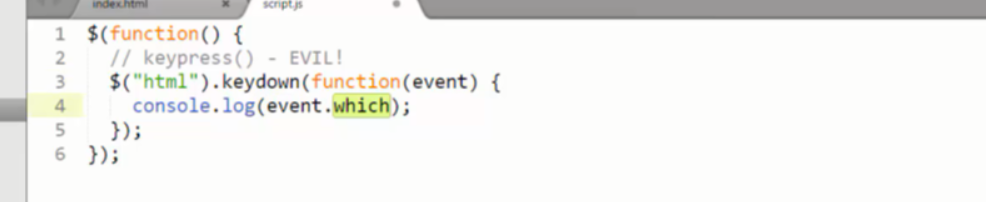 index.html × script.js
1 $(function() {
2 // keypress() - EVIL!
3 $("html").keydown(function(event) {
4 console.log(event.which);
5 });
6 });